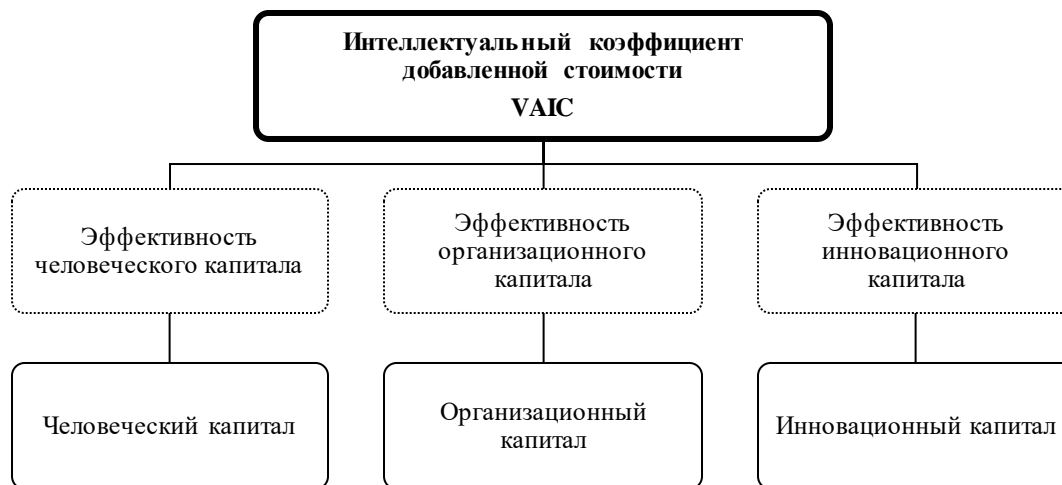 Интеллектуальный коэффициент
добавленной стоимости
VAIC
Эффективность
человеческого капитала
Эффективность
организационного
капитала
Эффективность
инновационного
капитала
Человеческий капитал
Организационный
капитал
Инновационный капитал